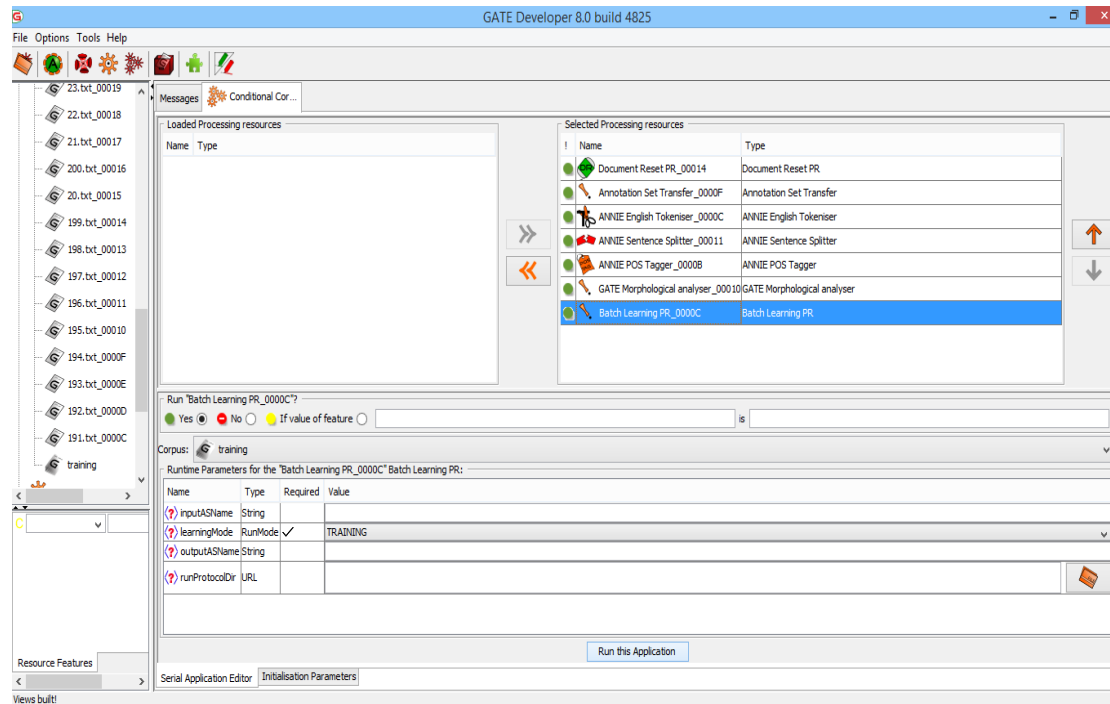 GATE Developer 8.0 build 4825
File Options Tools Help
23.txt_00019
22.txt_00018
21.txt_00017
200.txt_00016
20.txt_00015
199.txt_00014
198.txt_00013
197.txt_00012
196.txt_00011
195.txt_00010
194.txt_0000F
193.txt_0000E
192.txt_0000D
191.txt_0000C
training
Resource Features
Messages Conditional Cor...
Loaded Processing resources
Name Type
Selected Processing resources
! Name Type
Document Reset PR_00014 Document Reset PR
Annotation Set Transfer_0000F Annotation Set Transfer
ANNIE English Tokeniser_0000C ANNIE English Tokeniser
ANNIE Sentence Splitter_00011 ANNIE Sentence Splitter
ANNIE POS Tagger_0000B ANNIE POS Tagger
GATE Morphological analyser_00010 GATE Morphological analyser
Batch Learning PR_0000C Batch Learning PR
Run "Batch Learning PR_0000C"?
Yes No If value of feature is
Corpus: training
Runtime Parameters for the "Batch Learning PR_0000C" Batch Learning PR:
Name Type Required Value
<?> inputASName String
<?> learningMode RunMode ✓ TRAINING
<?> outputASName String
<?> runProtocolDir URL
Run this Application
Serial Application Editor Initialisation Parameters
Views built!